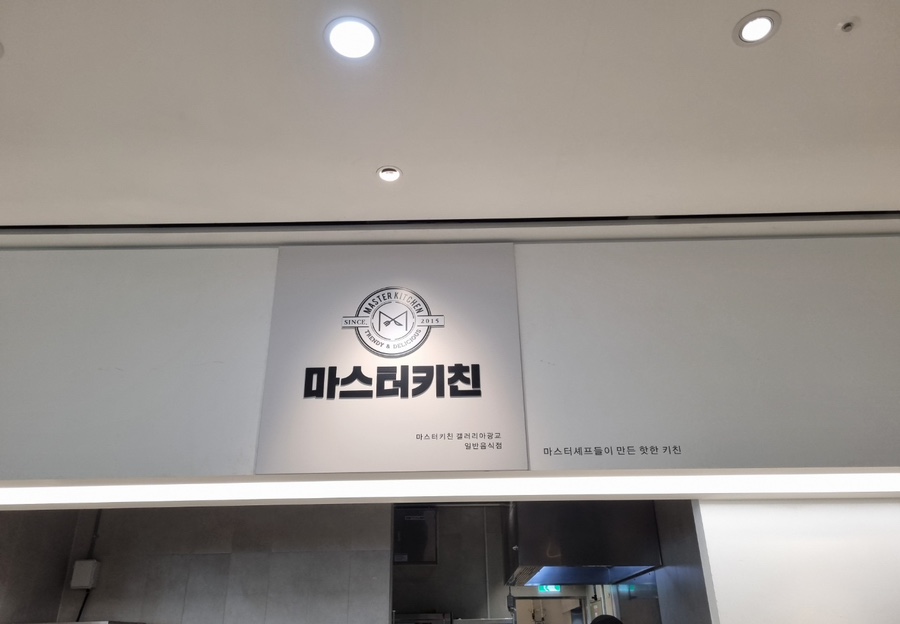 MASTER KITCHEN
SINCE. 2015
TRENDY & DELICIOUS
마스터키친
마스터키친 갤러리아광교
일반음식점
마스터셰프들이 만든 핫한 키친